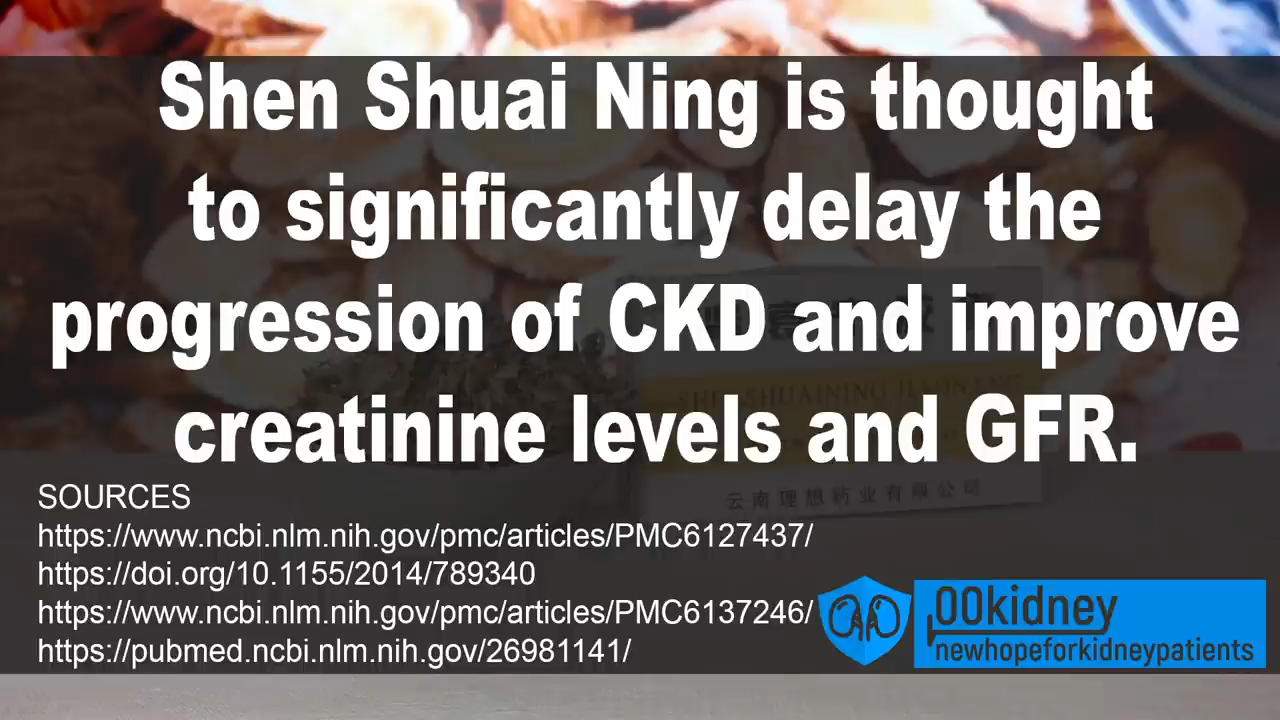 Shen Shuai Ning is thought
to significantly delay the
progression of CKD and improve
creatinine levels and GFR.
SHENSHUAINING JIAONANG
云南理想药业有限公司
SOURCES
https://www.ncbi.nlm.nih.gov/pmc/articles/PMC6127437/
https://doi.org/10.1155/2014/789340
https://www.ncbi.nlm.nih.gov/pmc/articles/PMC6137246/
https://pubmed.ncbi.nlm.nih.gov/26981141/
00kidney
newhopeforkidneypatients